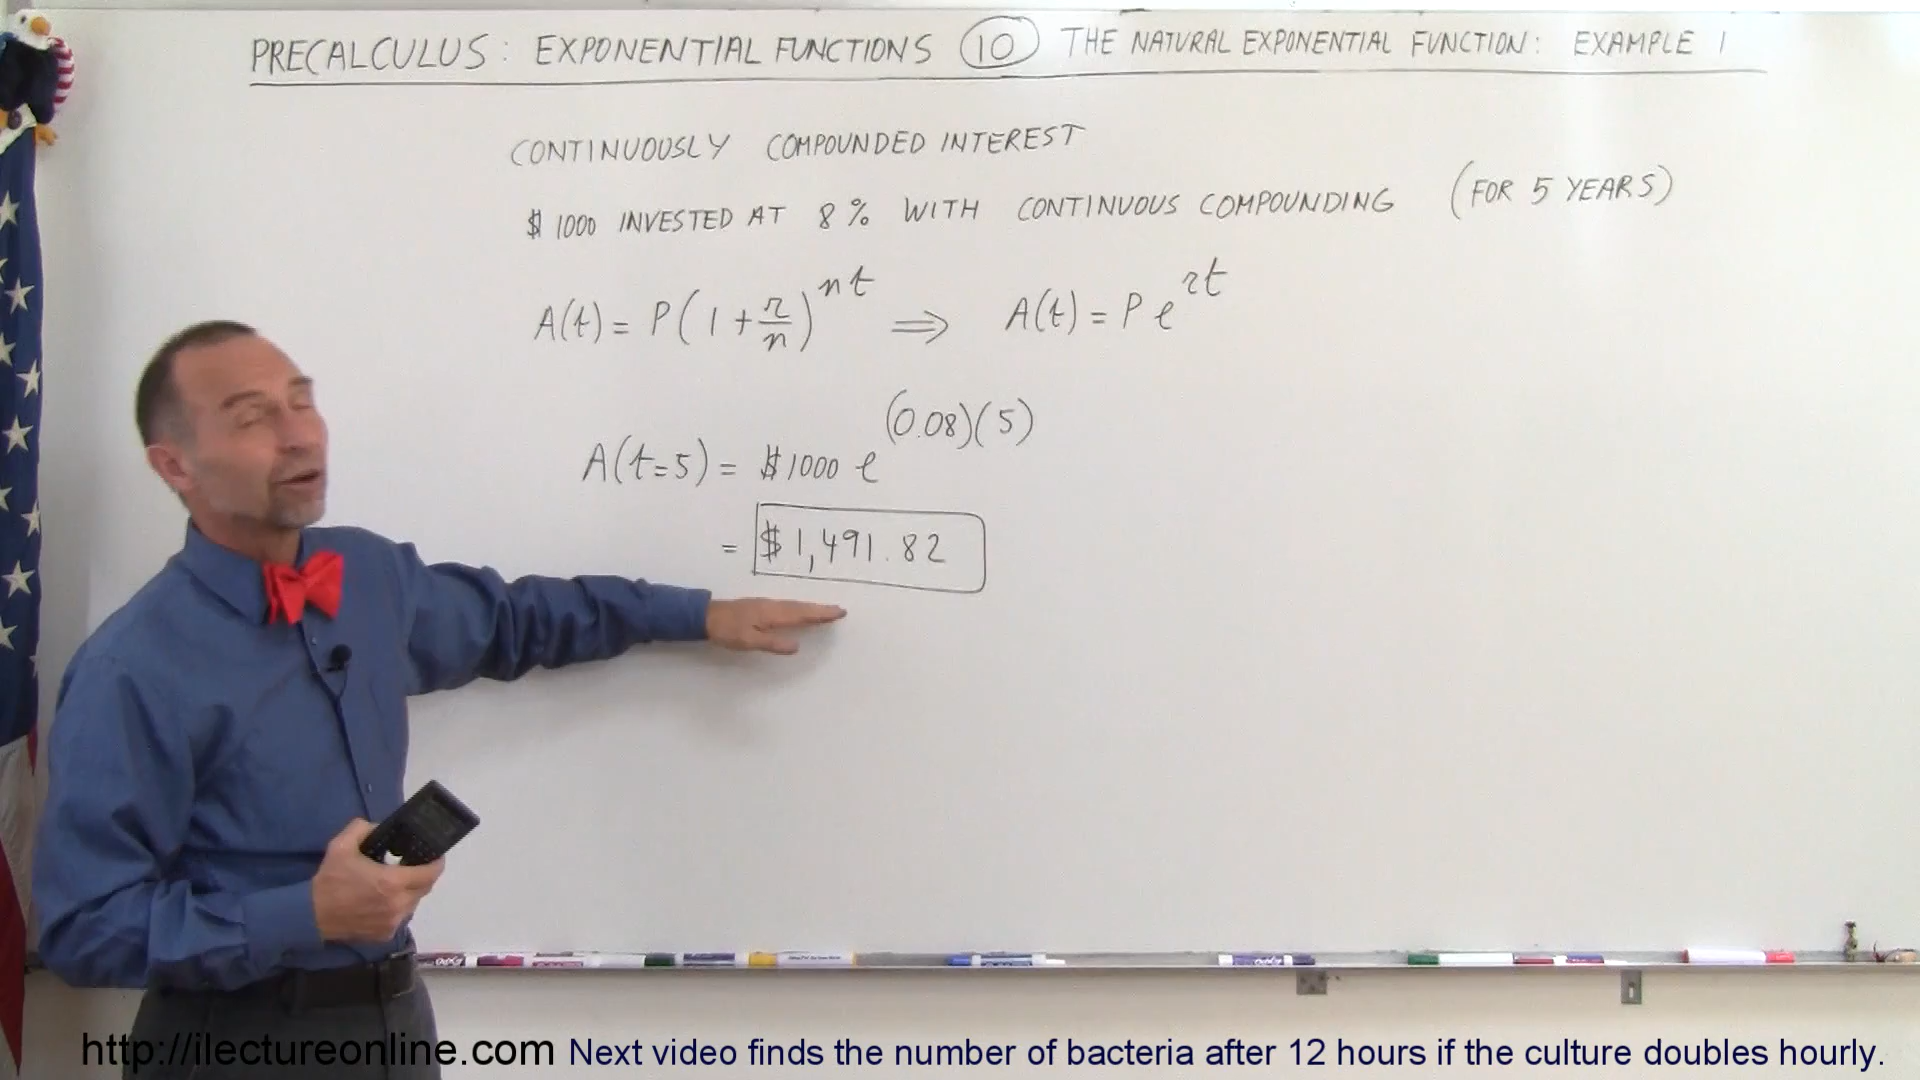 PRECALCULUS: EXPONENTIAL FUNCTIONS 10 THE NATURAL EXPONENTIAL FUNCTION: EXAMPLE 1
CONTINUOUSLY COMPOUNDED INTEREST
$1000 INVESTED AT 8% WITH CONTINUOUS COMPOUNDING (FOR 5 YEARS)
A(t) = P(1 + r/n)^nt ⇒ A(t) = P e^rt
A(t=5) = $1000 e^(0.08)(5)
= $1,491.82
http://ilectureonline.com Next video finds the number of bacteria after 12 hours if the culture doubles hourly.